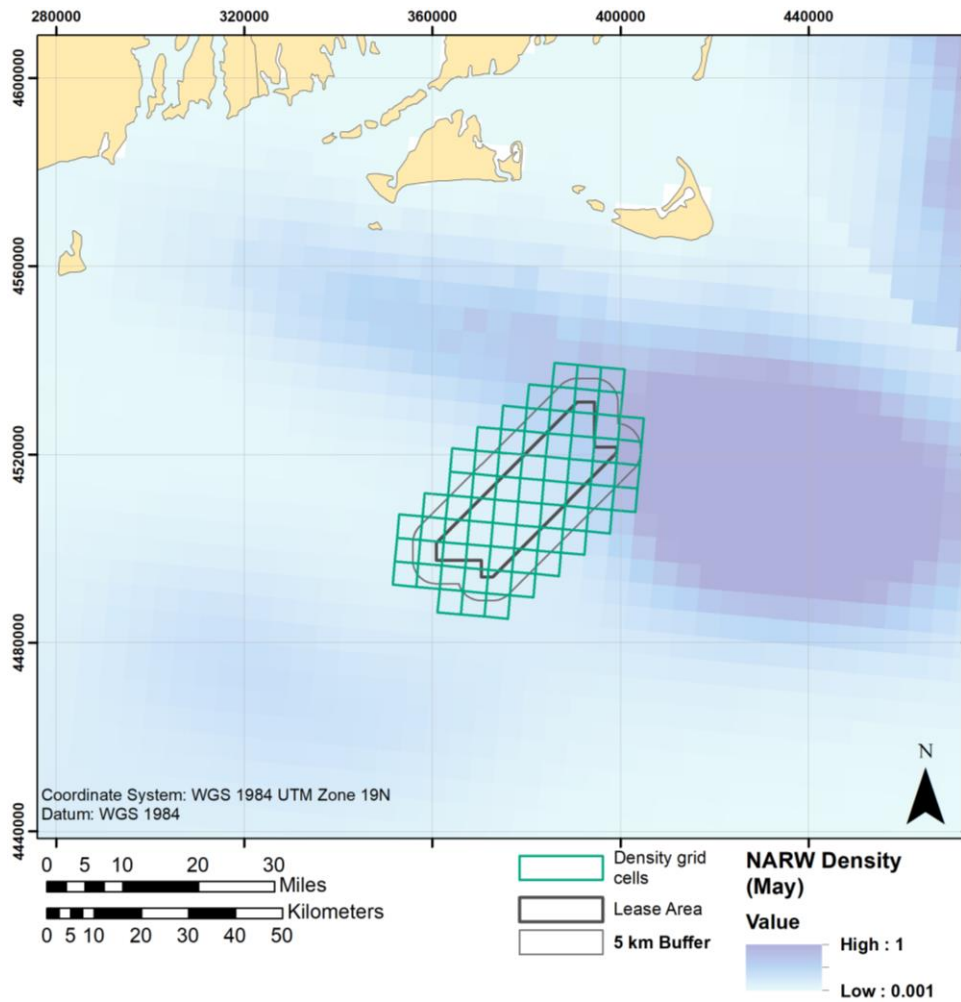 280000 320000 360000 400000 440000
4600000
4560000
4520000
4480000
4440000
N
Coordinate System: WGS 1984 UTM Zone 19N
Datum: WGS 1984
0 5 10 20 30
Miles
Kilometers
0 5 10 20 30 40 50
Density grid
cells
Lease Area
5 km Buffer
NARW Density
(May)
Value
High : 1
Low : 0.001